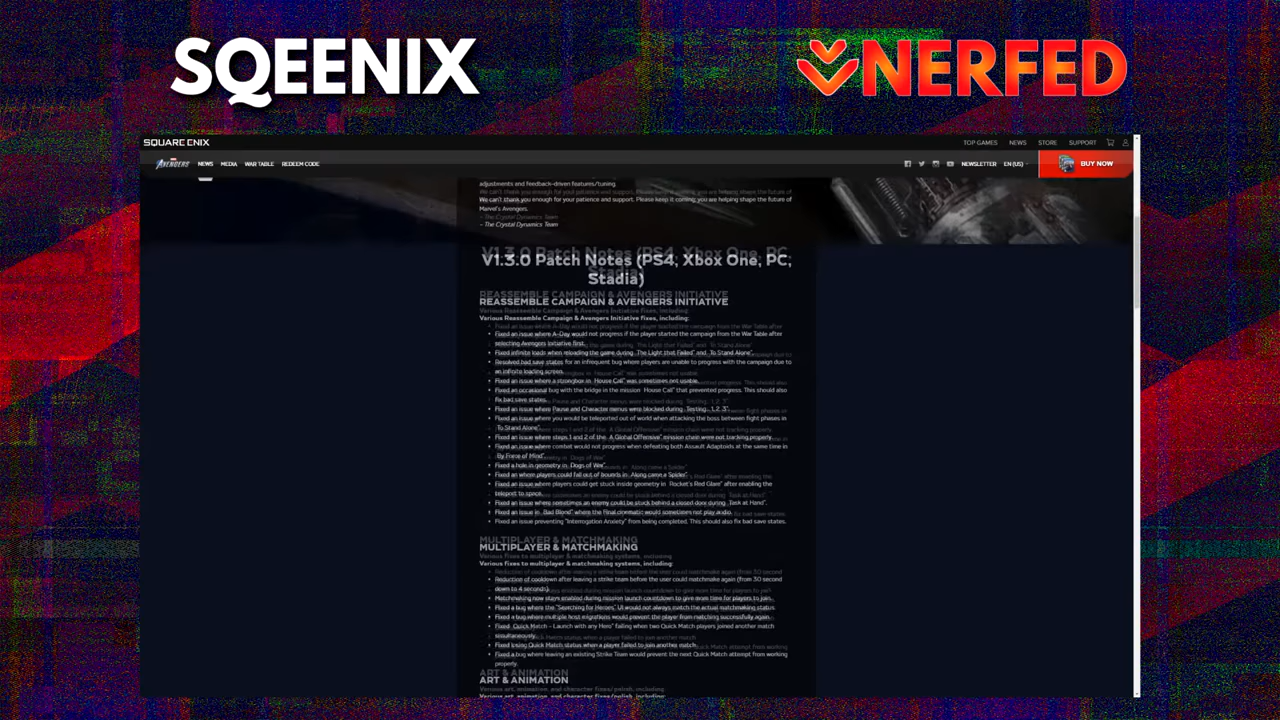 SQEENIX
NERFED
SQUARE ENIX
TOP GAMES NEWS STORE SUPPORT
MARVEL AVENGERS NEWS MEDIA WAR TABLE REDEEM CODE
NEWSLETTER EN (US) BUY NOW
adjustments and feedback-driven features/tuning.
We can't thank you enough for your patience and support. Please keep it coming; you are helping shape the future of
Marvel's Avengers.
– The Crystal Dynamics Team
V1.3.0 Patch Notes (PS4, Xbox One, PC,
Stadia)
REASSEMBLE CAMPAIGN & AVENGERS INITIATIVE
Various Reassemble Campaign & Avengers Initiative fixes, including:
Fixed an issue where A-Day would not progress if the player started the campaign from the War Table after
selecting Avengers Initiative first.
Fixed infinite loads when reloading the game during "The Light that Failed" and "To Stand Alone".
Resolved bad save states for an infrequent bug where players are unable to progress with the campaign due to
an infinite loading screen.
Fixed an issue where a strongbox in "House Call" was sometimes not usable.
Fixed an occasional bug with the bridge in the mission "House Call" that prevented progress. This should also
fix bad save states.
Fixed an issue where Pause and Character menus were blocked during "Testing… 1, 2, 3".
Fixed an issue where you would be teleported out of world when attacking the boss between fight phases in
"To Stand Alone".
Fixed an issue where steps 1 and 2 of the "A Global Offensive" mission chain were not tracking properly.
Fixed an issue where combat would not progress when defeating both Assault Adaptoids at the same time in
"By Force of Mind".
Fixed a hole in geometry in "Dogs of War".
Fixed an where players could fall out of bounds in "Along came a Spider".
Fixed an issue where players could get stuck inside geometry in "Rocket's Red Glare" after enabling the
teleport to space.
Fixed an issue where sometimes an enemy could be stuck behind a closed door during "Task at Hand".
Fixed an issue in "Bad Blood" where the final cinematic would sometimes not play audio.
Fixed an issue preventing "Interrogation Anxiety" from being completed. This should also fix bad save states.
MULTIPLAYER & MATCHMAKING
Various fixes to multiplayer & matchmaking systems, including:
Reduction of cooldown after leaving a strike team before the user could matchmake again (from 30 second
down to 4 seconds).
Matchmaking now stays enabled during mission launch countdown to give more time for players to join.
Fixed a bug where the "Searching for Heroes" UI would not always match the actual matchmaking status.
Fixed a bug where multiple host migrations would prevent the player from matching successfully again.
Fixed "Quick Match – Launch with any Hero" failing when two Quick Match players joined another match
simultaneously.
Fixed losing Quick Match status when a player failed to join another match.
Fixed a bug where leaving an existing Strike Team would prevent the next Quick Match attempt from working
properly.
ART & ANIMATION
Various art, animation, and character fixes/polish, including: